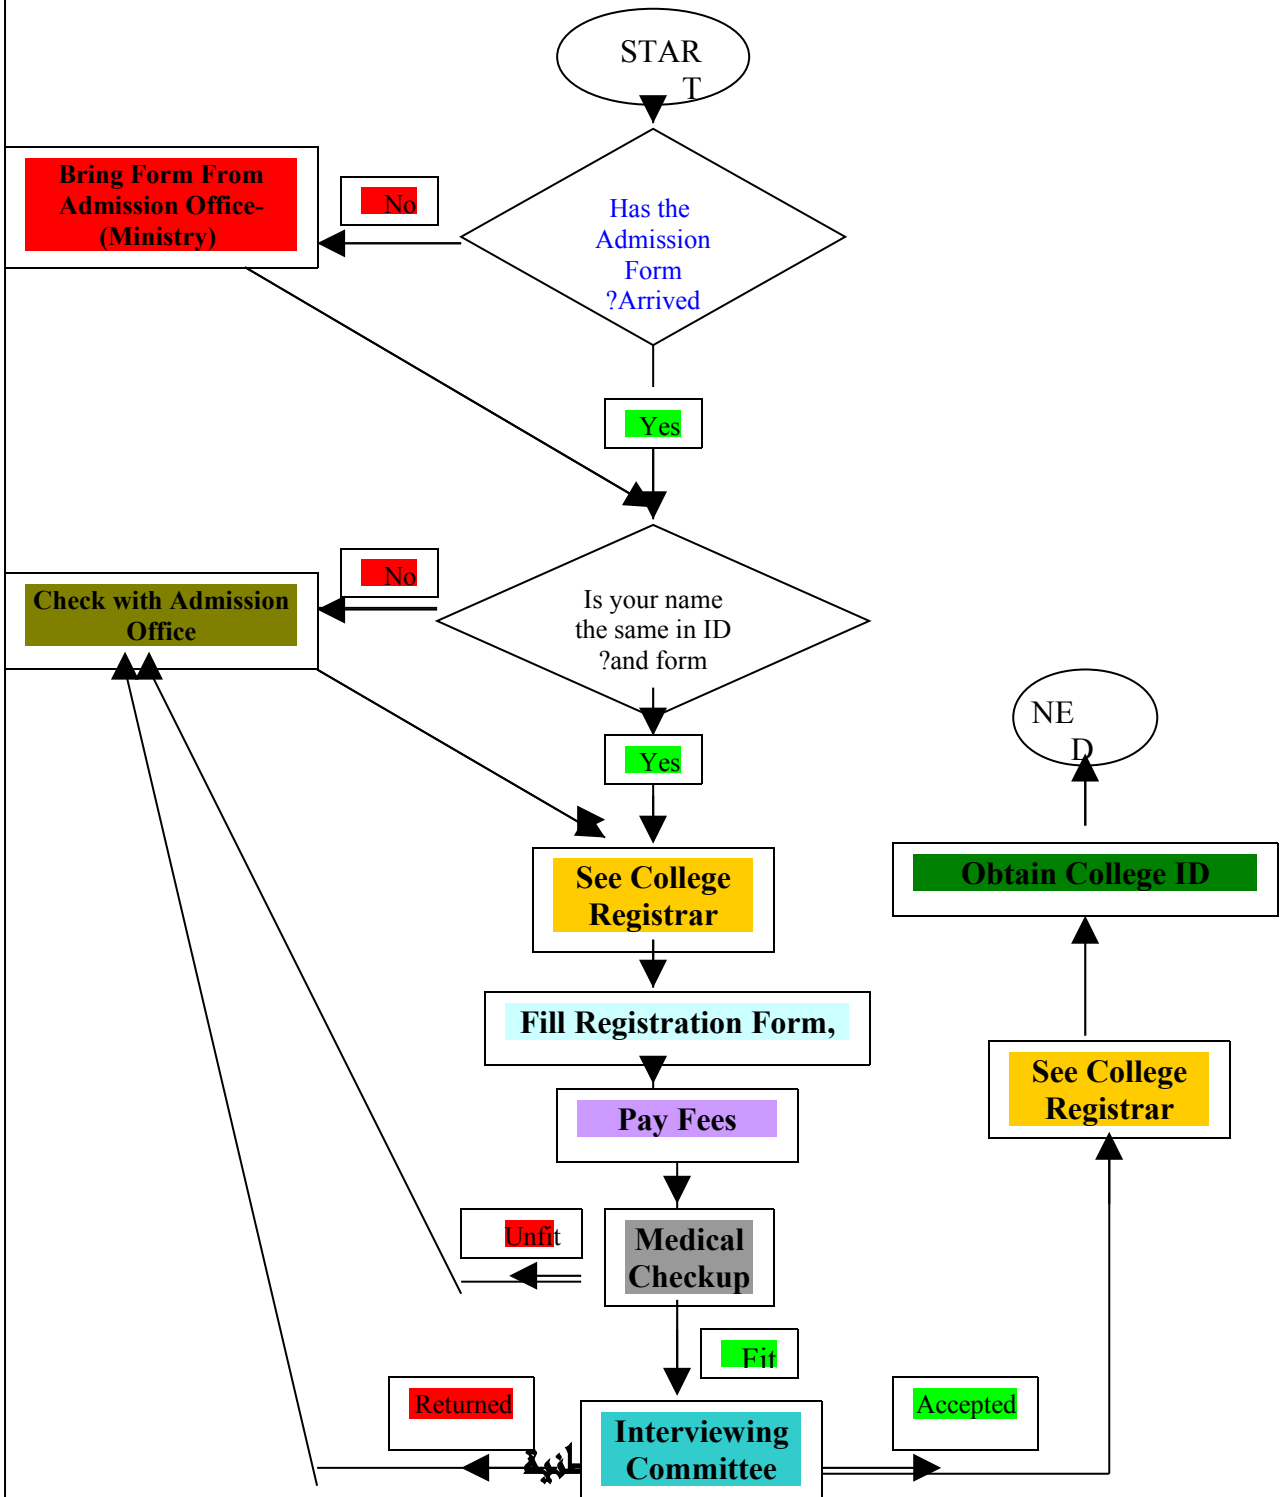 STAR
T
Bring Form From
Admission Office-
(Ministry)
No
Has the
Admission
Form
?Arrived
Yes
No
Check with Admission
Office
Is your name
the same in ID
?and form
Yes
NE
D
See College
Registrar
Obtain College ID
Fill Registration Form,
See College
Registrar
Pay Fees
Unfit
Medical
Checkup
Fit
Returned
Accepted
Interviewing
Committee